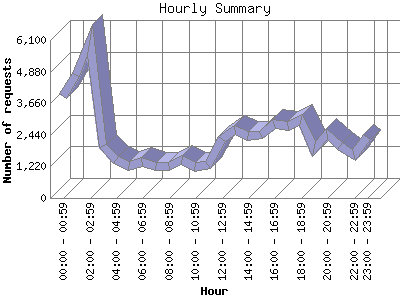 Hourly Summary
Number of requests
6,100
4,880
3,660
2,440
1,220
0
00:00 - 00:59
02:00 - 02:59
04:00 - 04:59
06:00 - 06:59
08:00 - 08:59
10:00 - 10:59
12:00 - 12:59
14:00 - 14:59
16:00 - 16:59
18:00 - 18:59
20:00 - 20:59
22:00 - 22:59
23:00 - 23:59
Hour